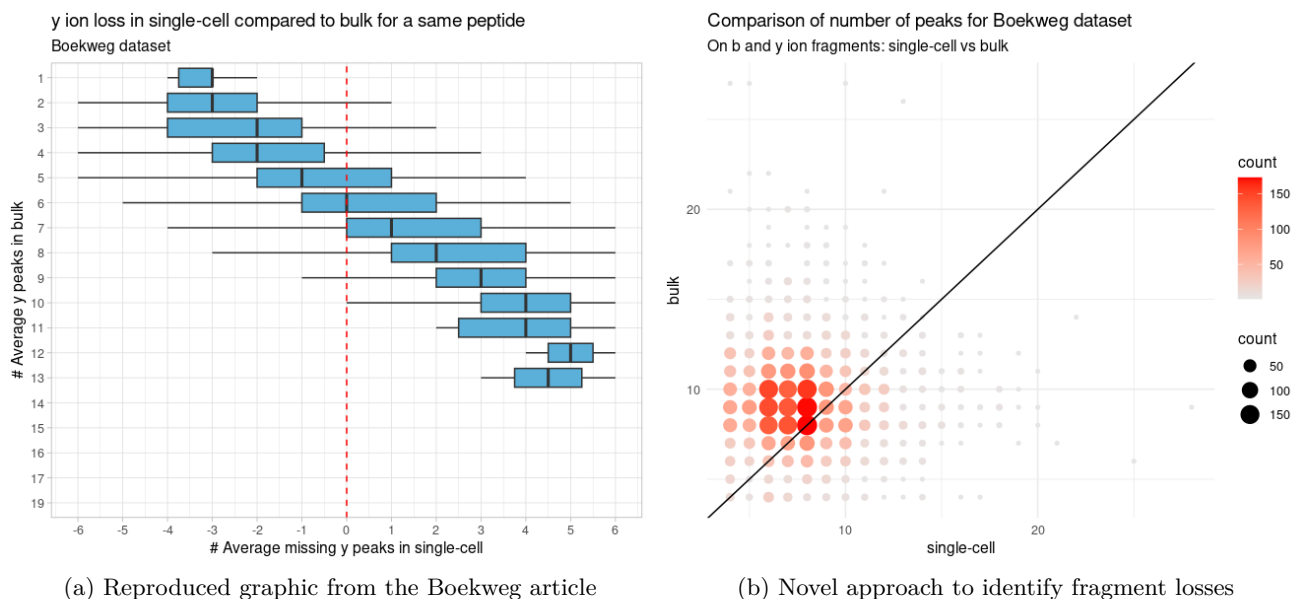 y ion loss in single-cell compared to bulk for a same peptide
Boekweg dataset
# Average y peaks in bulk
1
2
3
4
5
6
7
8
9
10
11
12
13
14
15
16
17
19
-6 -5 -4 -3 -2 -1 0 1 2 3 4 5 6
# Average missing y peaks in single-cell
(a) Reproduced graphic from the Boekweg article
Comparison of number of peaks for Boekweg dataset
On b and y ion fragments: single-cell vs bulk
bulk
20
10
10 20
single-cell
count
150
100
50
count
50
100
150
(b) Novel approach to identify fragment losses